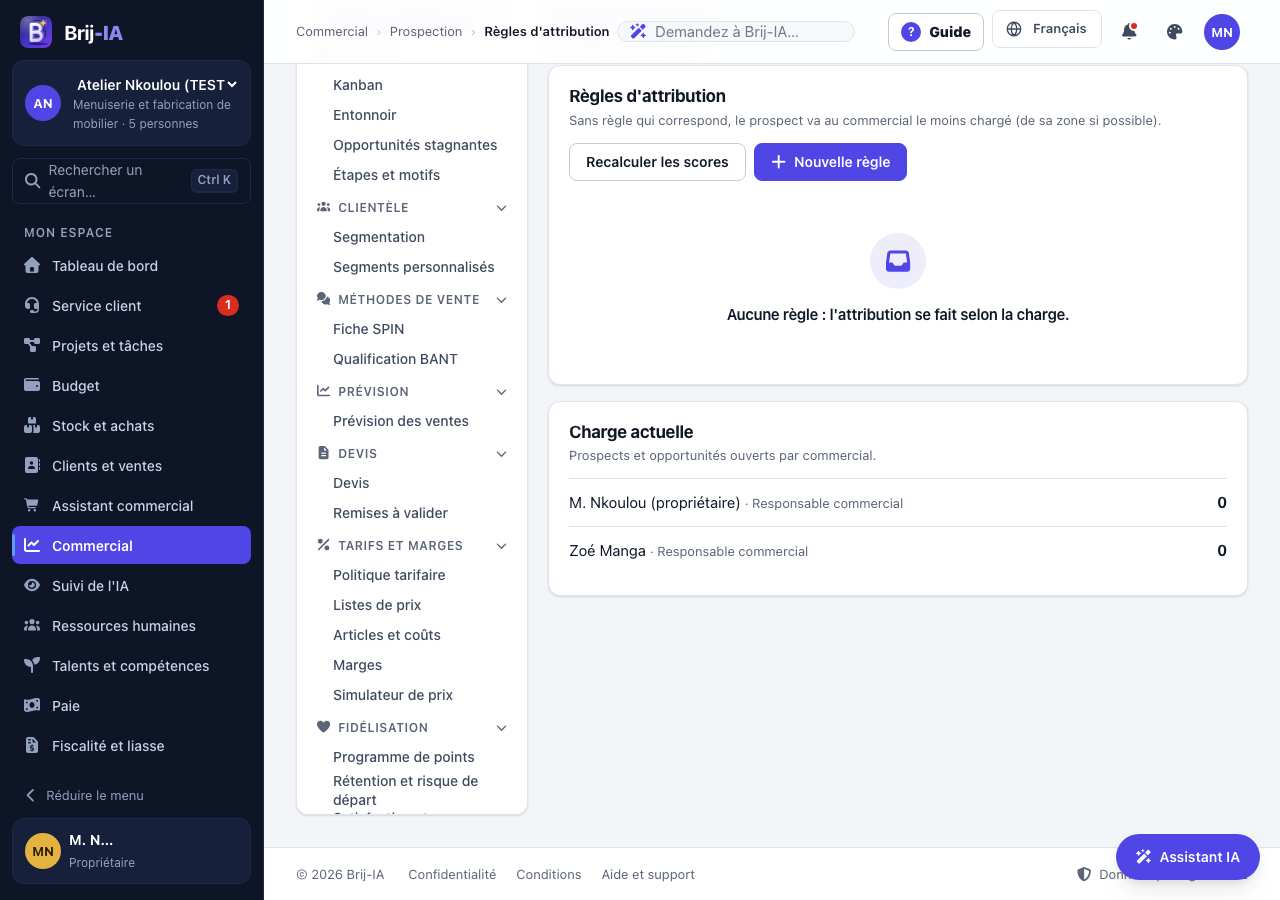 Brij-IA
AN
Atelier Nkoulou (TEST
Menuiserie et fabrication de
mobilier · 5 personnes
Rechercher un
écran...
Ctrl K
MON ESPACE
Tableau de bord
Service client
1
Projets et tâches
Budget
Stock et achats
Clients et ventes
Assistant commercial
Commercial
Suivi de l'IA
Ressources humaines
Talents et compétences
Paie
Fiscalité et liasse
Réduire le menu
MN
M. N...
Propriétaire
Commercial › Prospection › Règles d'attribution
Demandez à Brij-IA...
? Guide
Français
MN
Kanban
Entonnoir
Opportunités stagnantes
Étapes et motifs
CLIENTÈLE
Segmentation
Segments personnalisés
MÉTHODES DE VENTE
Fiche SPIN
Qualification BANT
PRÉVISION
Prévision des ventes
DEVIS
Devis
Remises à valider
TARIFS ET MARGES
Politique tarifaire
Listes de prix
Articles et coûts
Marges
Simulateur de prix
FIDÉLISATION
Programme de points
Rétention et risque de
départ
Règles d'attribution
Sans règle qui correspond, le prospect va au commercial le moins chargé (de sa zone si possible).
Recalculer les scores
Nouvelle règle
Aucune règle : l'attribution se fait selon la charge.
Charge actuelle
Prospects et opportunités ouverts par commercial.
M. Nkoulou (propriétaire) · Responsable commercial 0
Zoé Manga · Responsable commercial 0
© 2026 Brij-IA
Confidentialité
Conditions
Aide et support
Assistant IA